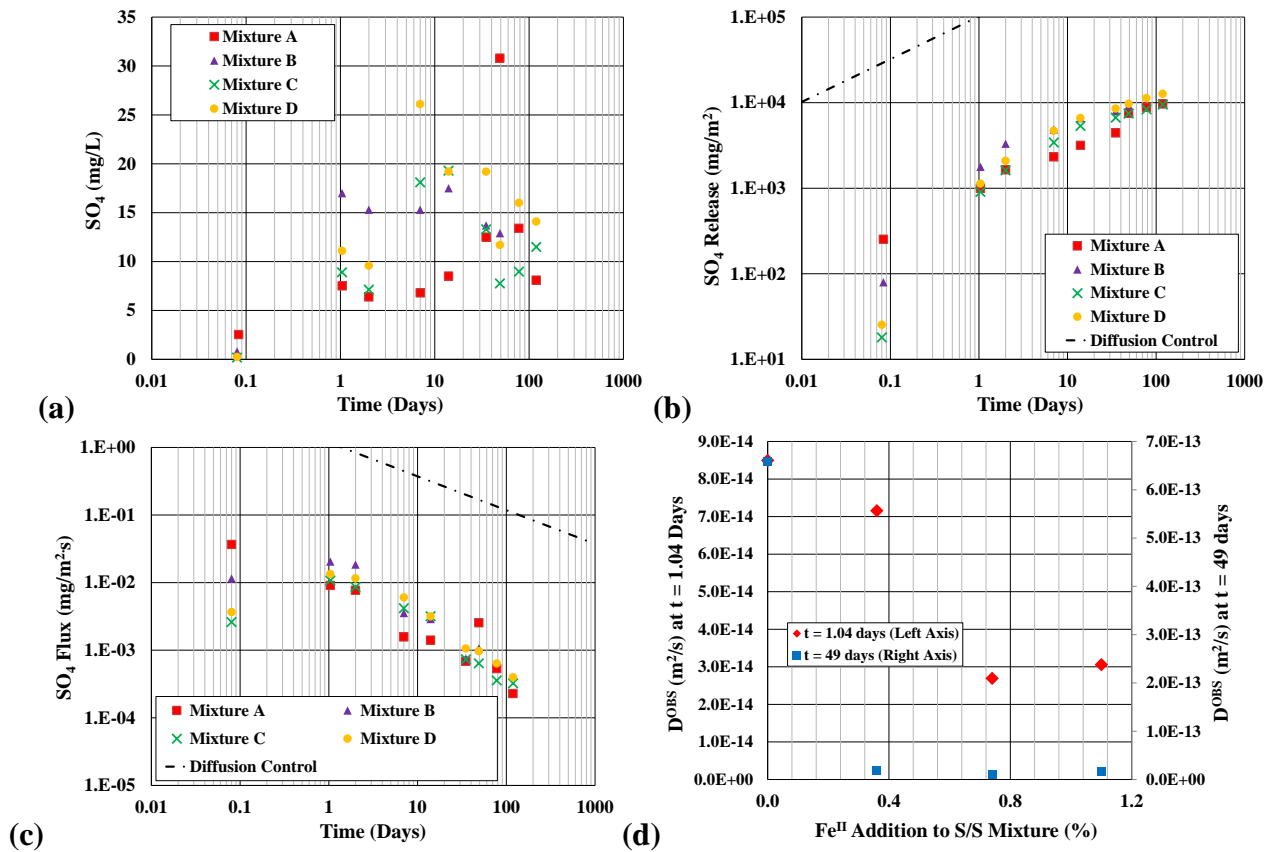 35
30
25
20
15
10
5
0
SO4 (mg/L)
Mixture A
Mixture B
Mixture C
Mixture D
0.01 0.1 1 10 100 1000
Time (Days)
(a)
1.E+05
1.E+04
1.E+03
1.E+02
1.E+01
SO4 Release (mg/m2)
Mixture A
Mixture B
Mixture C
Mixture D
Diffusion Control
0.01 0.1 1 10 100 1000
Time (Days)
(b)
1.E+00
1.E-01
1.E-02
1.E-03
1.E-04
1.E-05
SO4 Flux (mg/m2·s)
Mixture A Mixture B
Mixture C Mixture D
Diffusion Control
0.01 0.1 1 10 100 1000
Time (Days)
(c)
9.0E-14
8.0E-14
7.0E-14
6.0E-14
5.0E-14
4.0E-14
3.0E-14
2.0E-14
1.0E-14
0.0E+00
DOBS (m2/s) at t = 1.04 Days
t = 1.04 days (Left Axis)
t = 49 days (Right Axis)
7.0E-13
6.0E-13
5.0E-13
4.0E-13
3.0E-13
2.0E-13
1.0E-13
0.0E+00
DOBS (m2/s) at t = 49 days
0.0 0.4 0.8 1.2
FeII Addition to S/S Mixture (%)
(d)